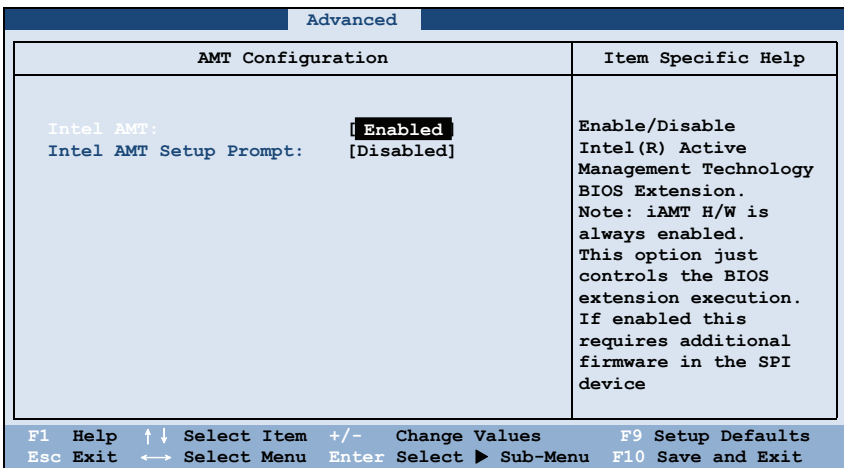 Advanced
AMT Configuration
Item Specific Help
Intel AMT: [Enabled]
Intel AMT Setup Prompt: [Disabled]
Enable/Disable
Intel(R) Active
Management Technology
BIOS Extension.
Note: iAMT H/W is
always enabled.
This option just
controls the BIOS
extension execution.
If enabled this
requires additional
firmware in the SPI
device
F1 Help ↑↓ Select Item +/- Change Values F9 Setup Defaults
Esc Exit ←→ Select Menu Enter Select ▶ Sub-Menu F10 Save and Exit